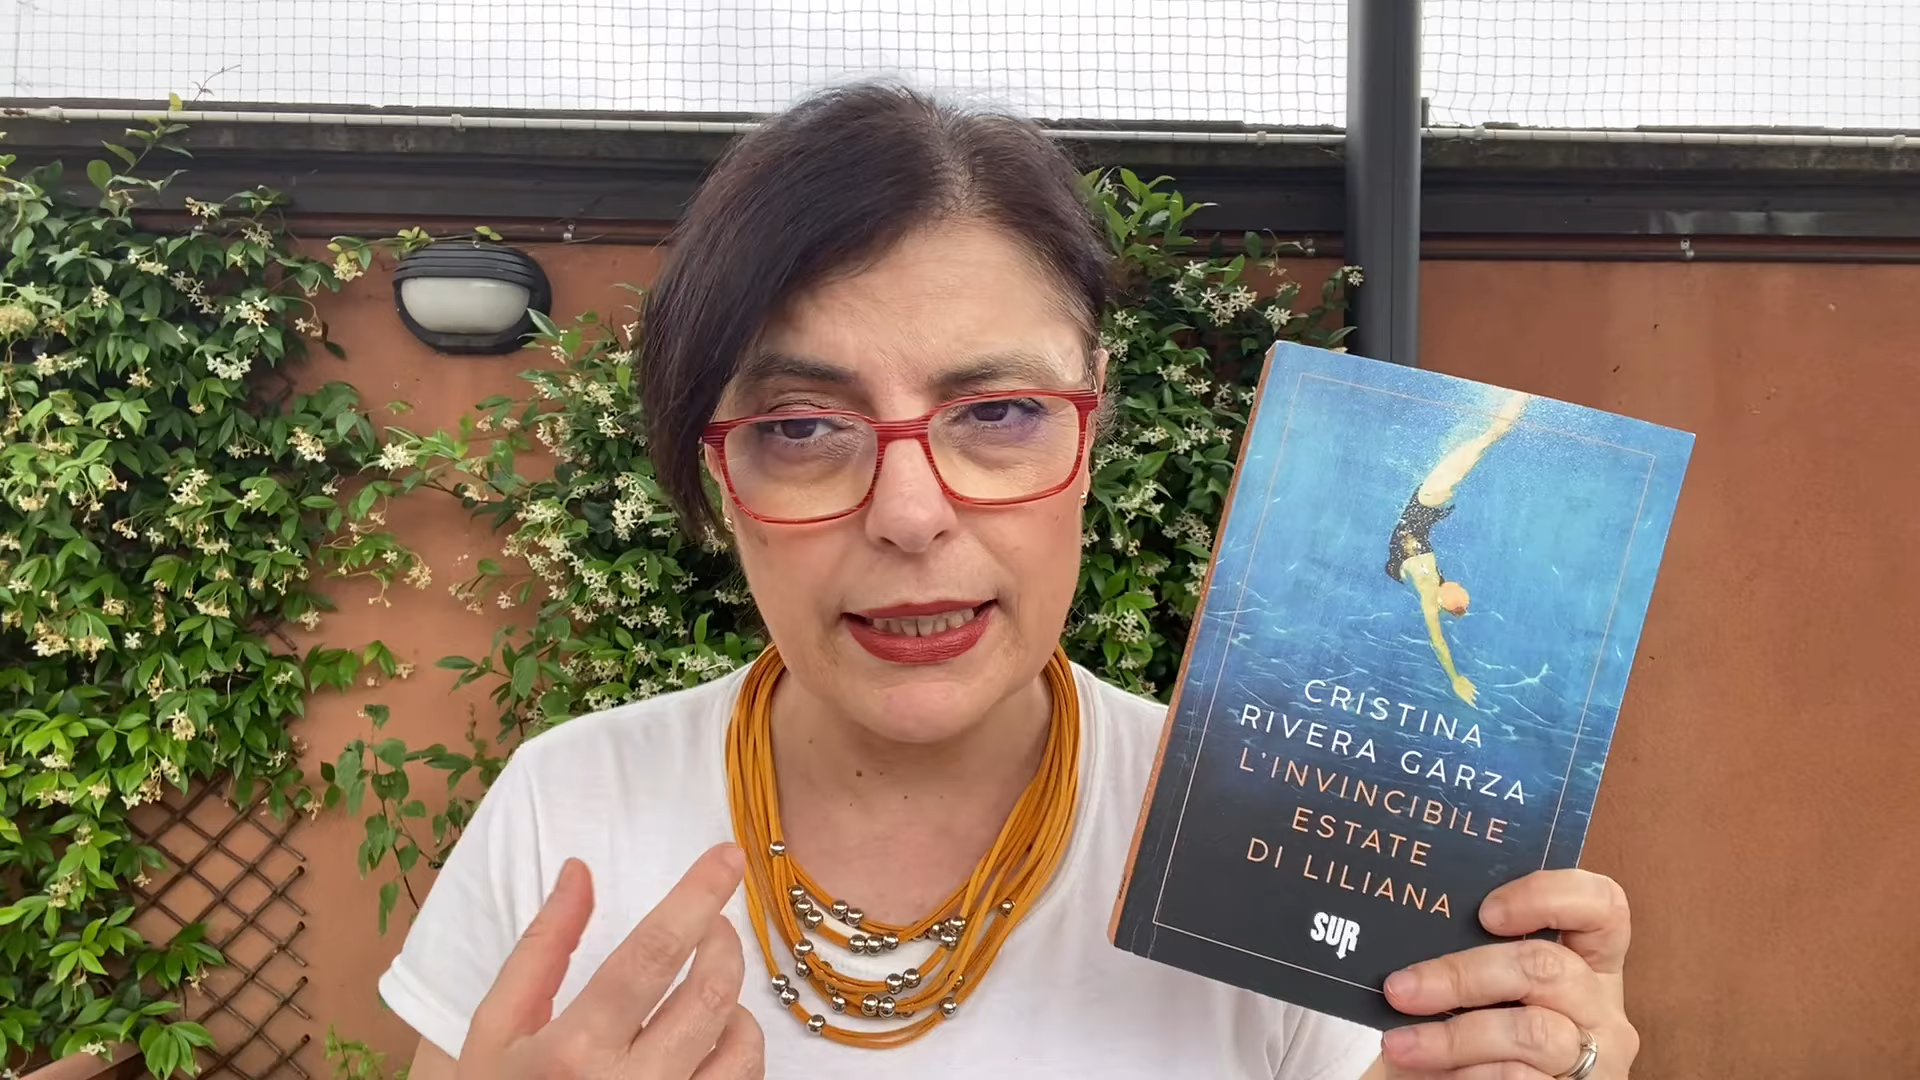 CRISTINA
RIVERA GARZA
L'INVINCIBILE
ESTATE
DI LILIANA
SUR